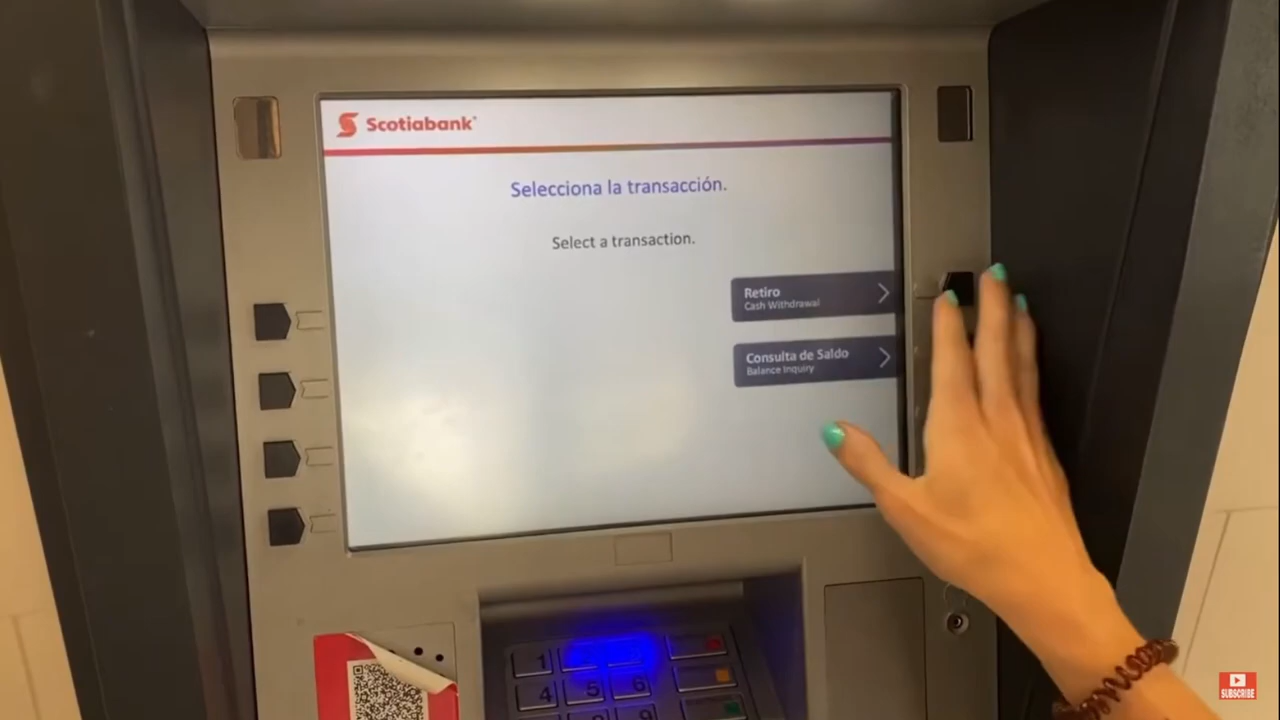 Scotiabank
Selecciona la transacción.
Select a transaction.
Retiro
Cash Withdrawal
Consulta de Saldo
Balance Inquiry
1
4 5 6
SUBSCRIBE